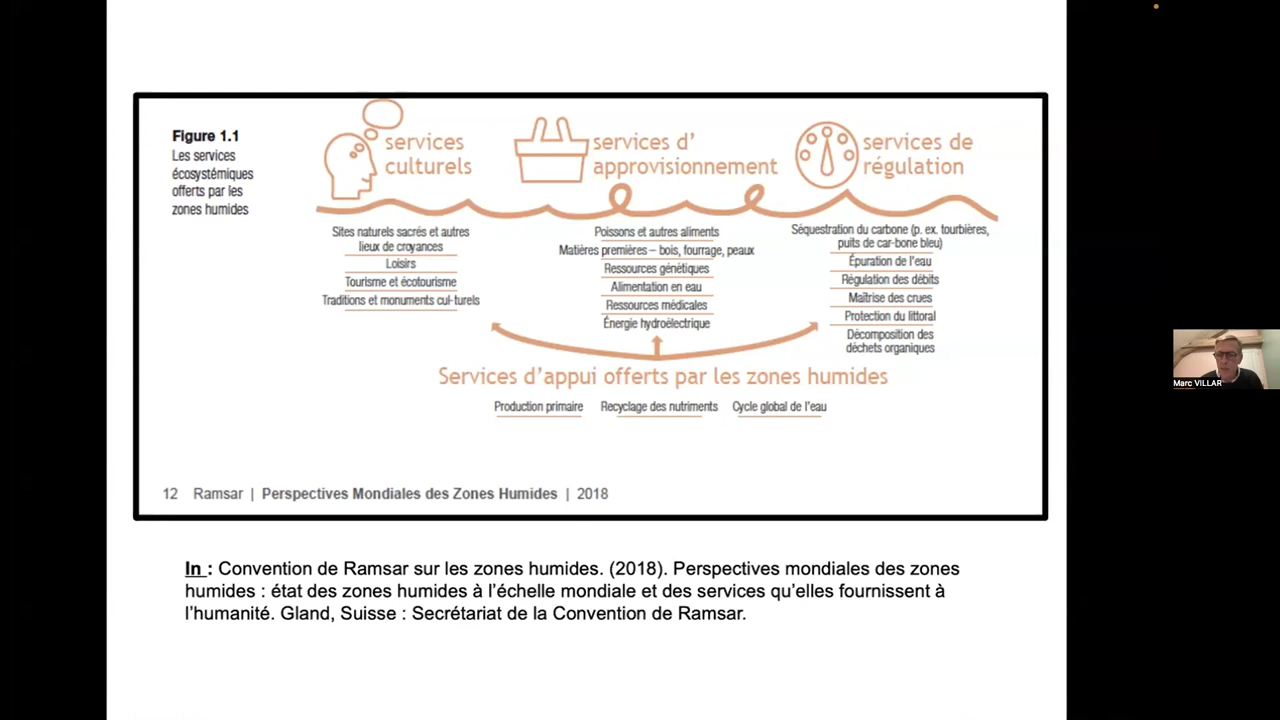 Figure 1.1
Les services
écosystémiques
offerts par les
zones humides
services
culturels
Sites naturels sacrés et autres
lieux de croyances
Loisirs
Tourisme et écotourisme
Traditions et monuments cul-turels
services d'
approvisionnement
Poissons et autres aliments
Matières premières – bois, fourrage, peaux
Ressources génétiques
Alimentation en eau
Ressources médicales
Énergie hydroélectrique
services de
régulation
Séquestration du carbone (p. ex. tourbières,
puits de car-bone bleu)
Épuration de l'eau
Régulation des débits
Maîtrise des crues
Protection du littoral
Décomposition des
déchets organiques
Services d'appui offerts par les zones humides
Production primaire Recyclage des nutriments Cycle global de l'eau
12 Ramsar | Perspectives Mondiales des Zones Humides | 2018
In : Convention de Ramsar sur les zones humides. (2018). Perspectives mondiales des zones
humides : état des zones humides à l'échelle mondiale et des services qu'elles fournissent à
l'humanité. Gland, Suisse : Secrétariat de la Convention de Ramsar.
Marc VILLAR